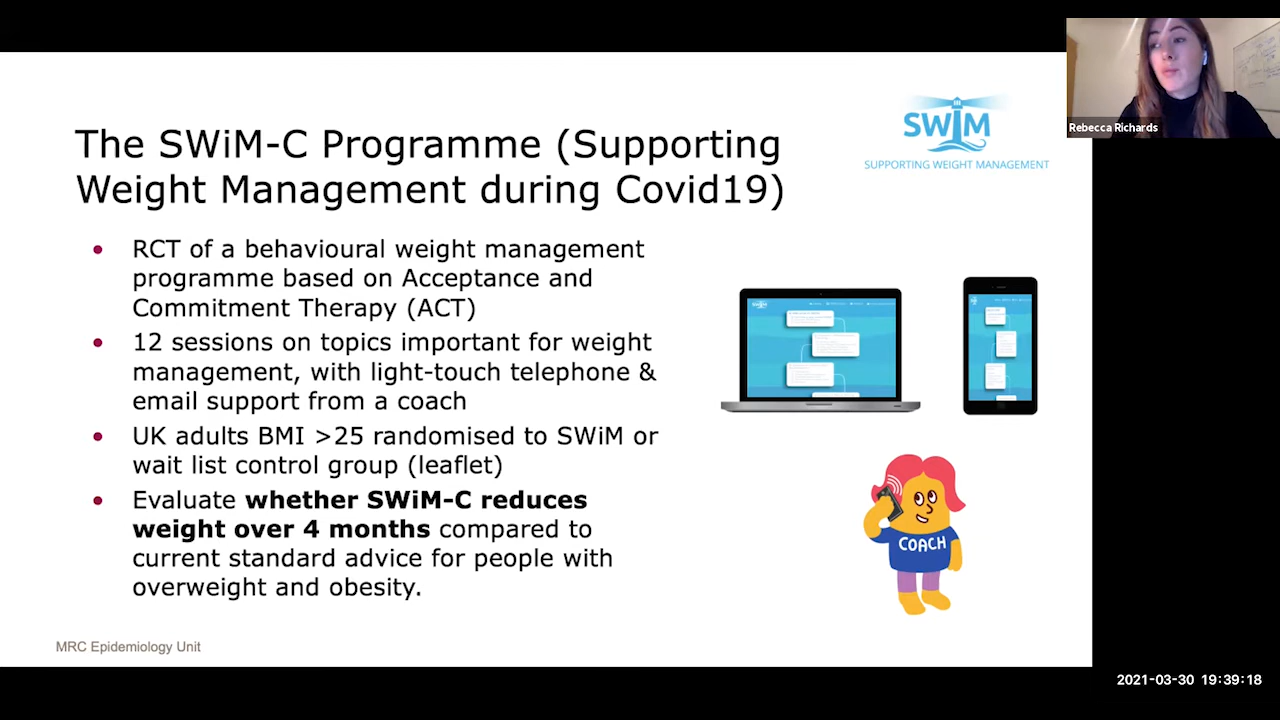 Rebecca Richards
SWiM
SUPPORTING WEIGHT MANAGEMENT
The SWiM-C Programme (Supporting
Weight Management during Covid19)
• RCT of a behavioural weight management
programme based on Acceptance and
Commitment Therapy (ACT)
• 12 sessions on topics important for weight
management, with light-touch telephone &
email support from a coach
• UK adults BMI >25 randomised to SWiM or
wait list control group (leaflet)
• Evaluate whether SWiM-C reduces
weight over 4 months compared to
current standard advice for people with
overweight and obesity.
COACH
MRC Epidemiology Unit
2021-03-30 19:39:18